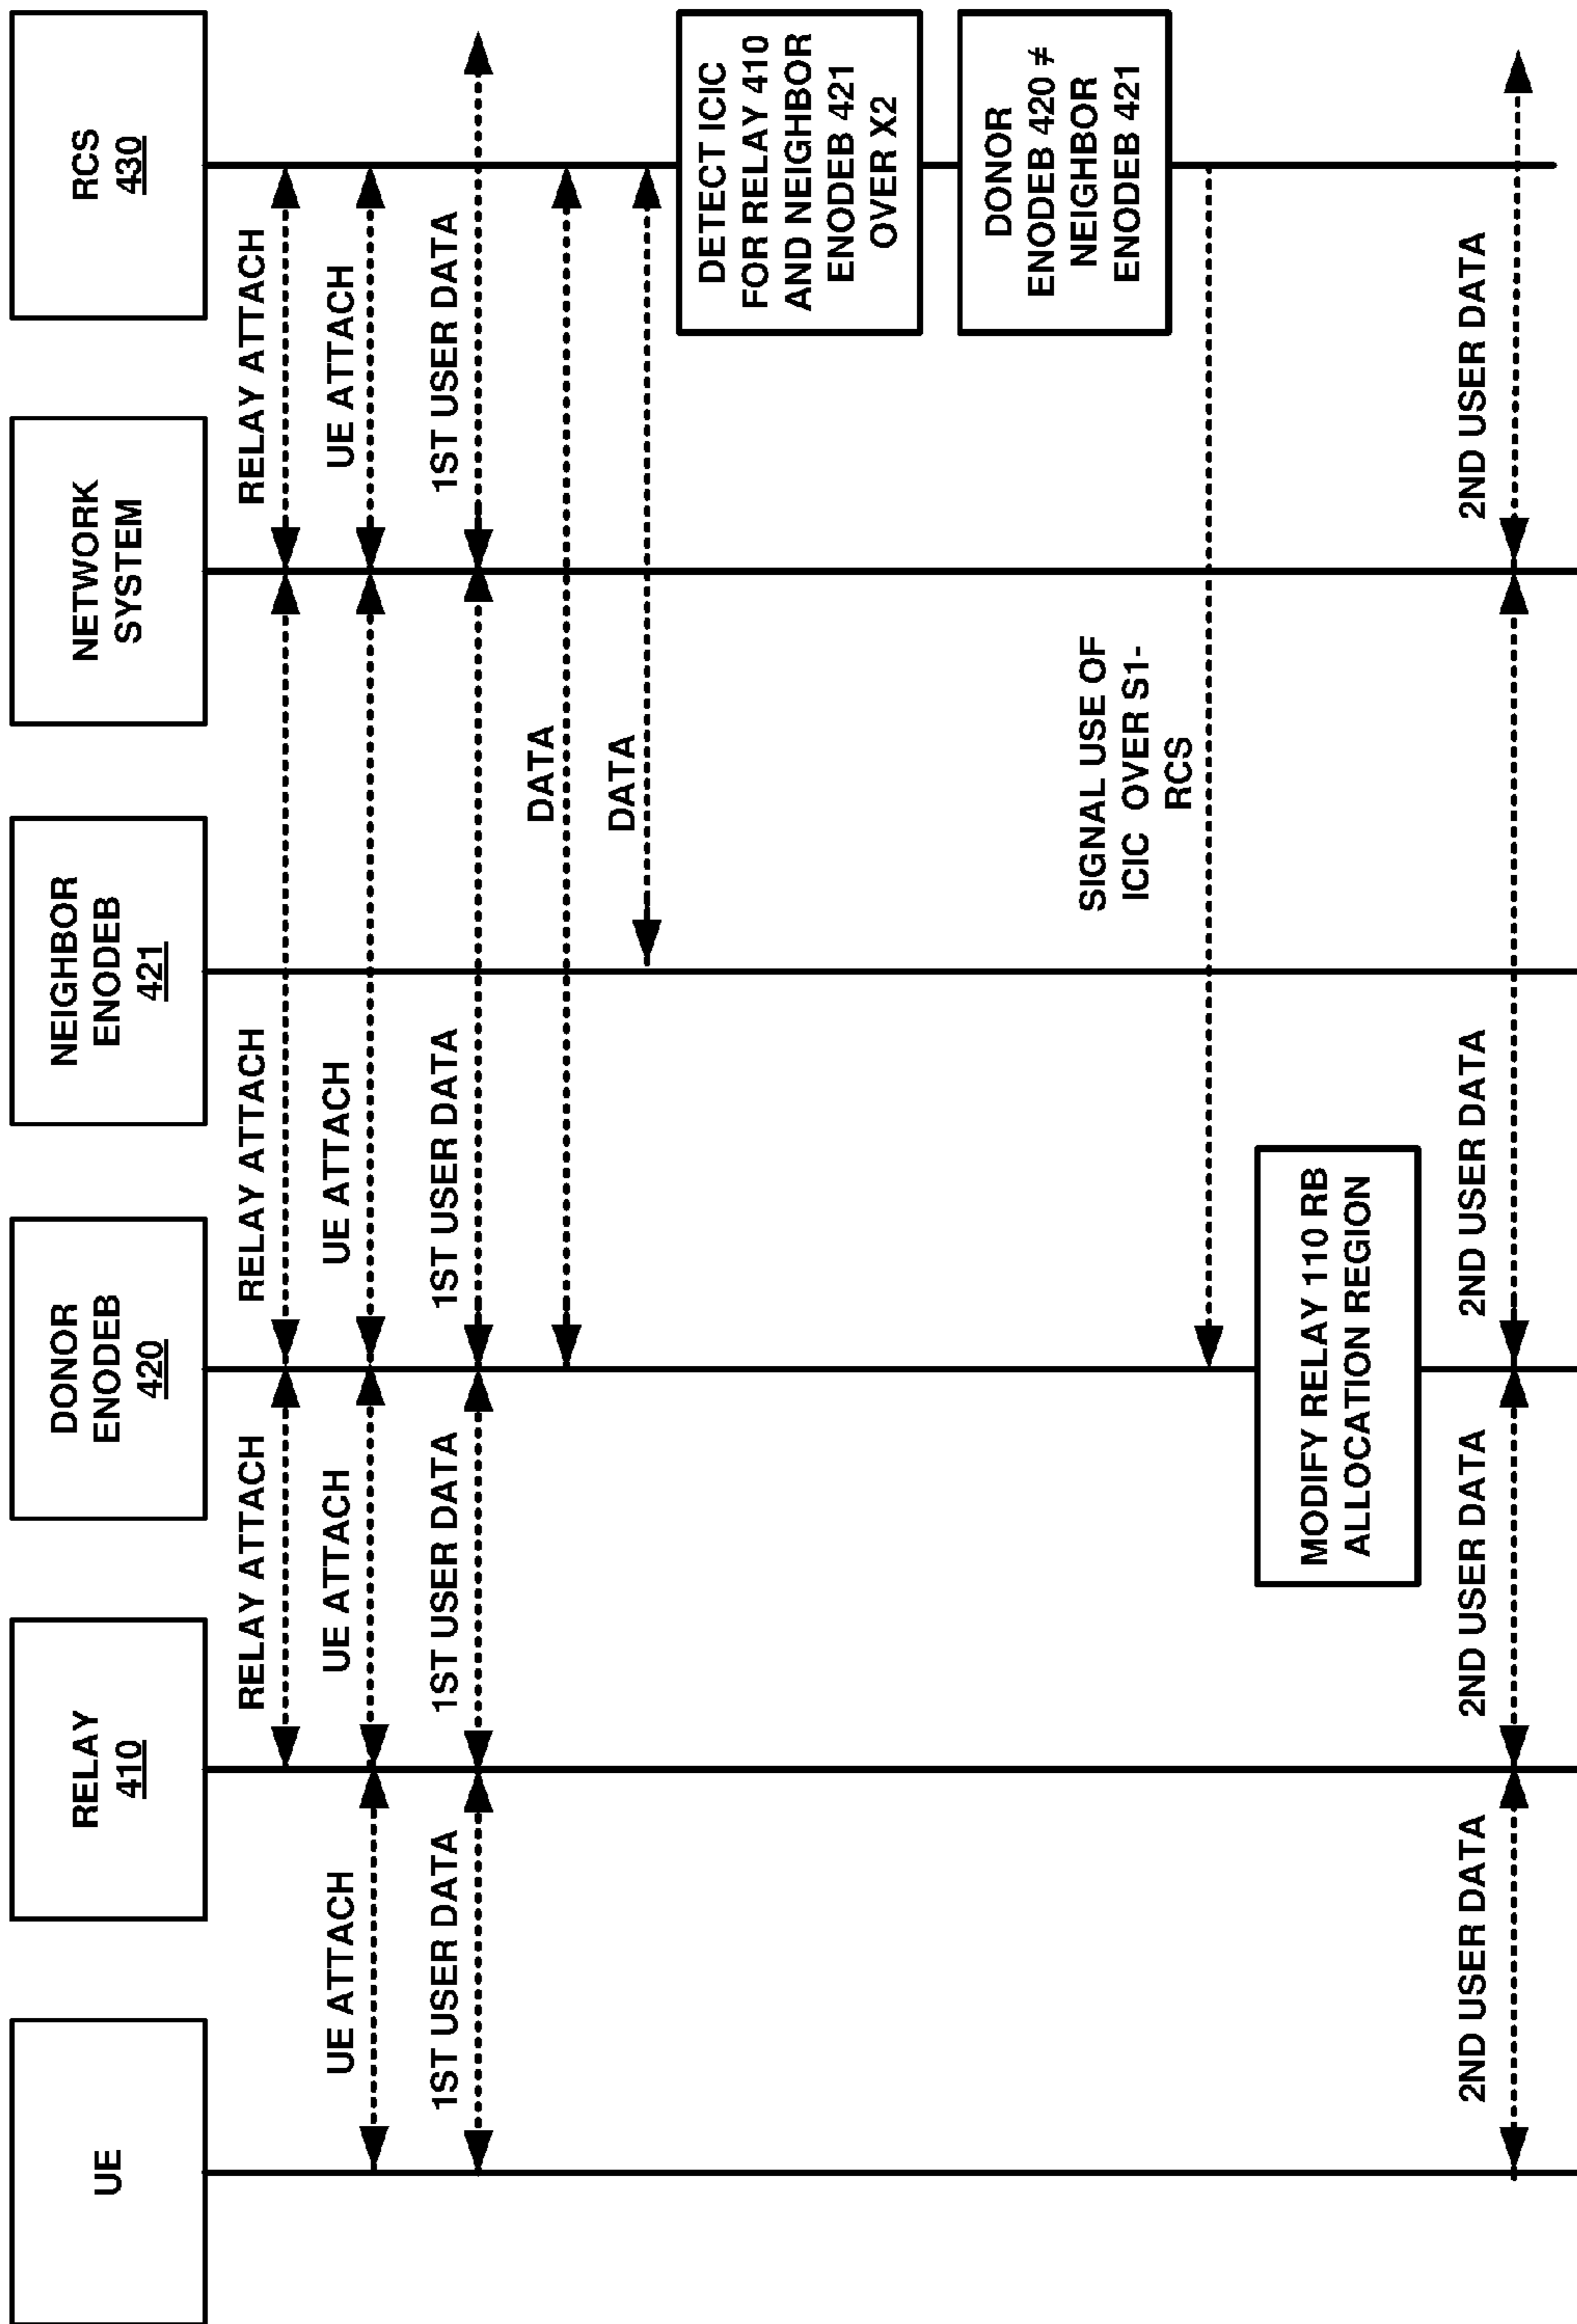 UE
RELAY
410
DONOR
ENODEB
420
NEIGHBOR
ENODEB
421
NETWORK
SYSTEM
RCS
430
RELAY ATTACH
RELAY ATTACH
RELAY ATTACH
UE ATTACH
UE ATTACH
UE ATTACH
UE ATTACH
1ST USER DATA
1ST USER DATA
1ST USER DATA
1ST USER DATA
DATA
DATA
DETECT ICIC
FOR RELAY 410
AND NEIGHBOR
ENODEB 421
OVER X2
DONOR
ENODEB 420 ≠
NEIGHBOR
ENODEB 421
SIGNAL USE OF
ICIC OVER S1-
RCS
MODIFY RELAY 110 RB
ALLOCATION REGION
2ND USER DATA
2ND USER DATA
2ND USER DATA
2ND USER DATA